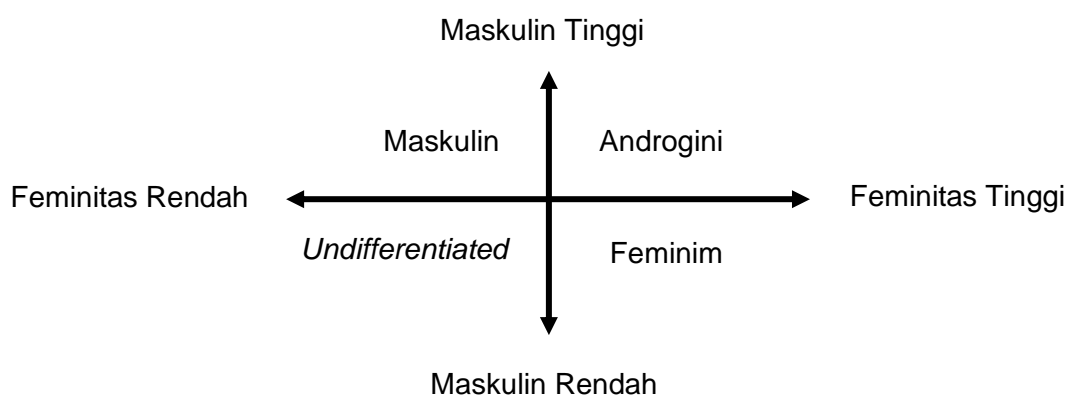 Maskulin Tinggi
Maskulin
Androgini
Feminitas Rendah
Feminitas Tinggi
Undifferentiated
Feminim
Maskulin Rendah